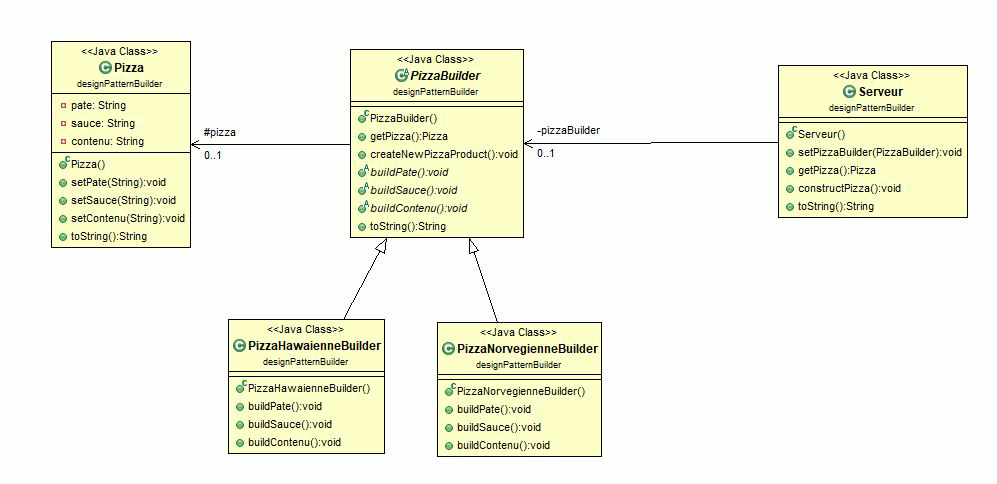 <<Java Class>>
Pizza
designPatternBuilder
pate: String
sauce: String
contenu: String
Pizza()
setPate(String):void
setSauce(String):void
setContenu(String):void
toString():String
#pizza
0..1
<<Java Class>>
PizzaBuilder
designPatternBuilder
PizzaBuilder()
getPizza():Pizza
createNewPizzaProduct():void
buildPate():void
buildSauce():void
buildContenu():void
toString():String
-pizzaBuilder
0..1
<<Java Class>>
Serveur
designPatternBuilder
Serveur()
setPizzaBuilder(PizzaBuilder):void
getPizza():Pizza
constructPizza():void
toString():String
<<Java Class>>
PizzaHawaienneBuilder
designPatternBuilder
PizzaHawaienneBuilder()
buildPate():void
buildSauce():void
buildContenu():void
<<Java Class>>
PizzaNorvegienneBuilder
designPatternBuilder
PizzaNorvegienneBuilder()
buildPate():void
buildSauce():void
buildContenu():void